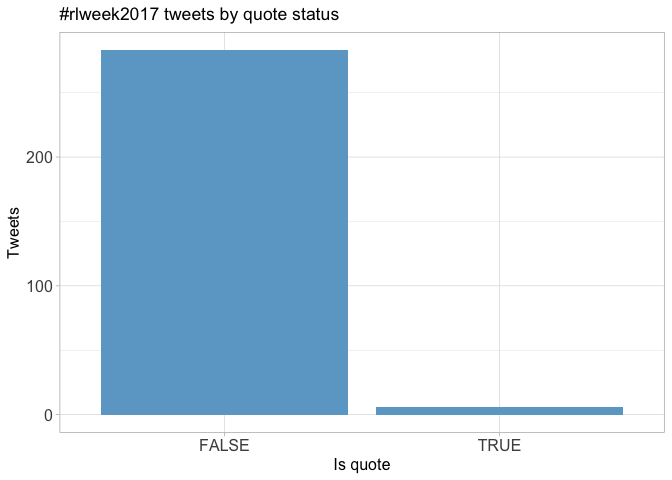 #rlweek2017 tweets by quote status
Tweets
200
100
0
FALSE
TRUE
Is quote